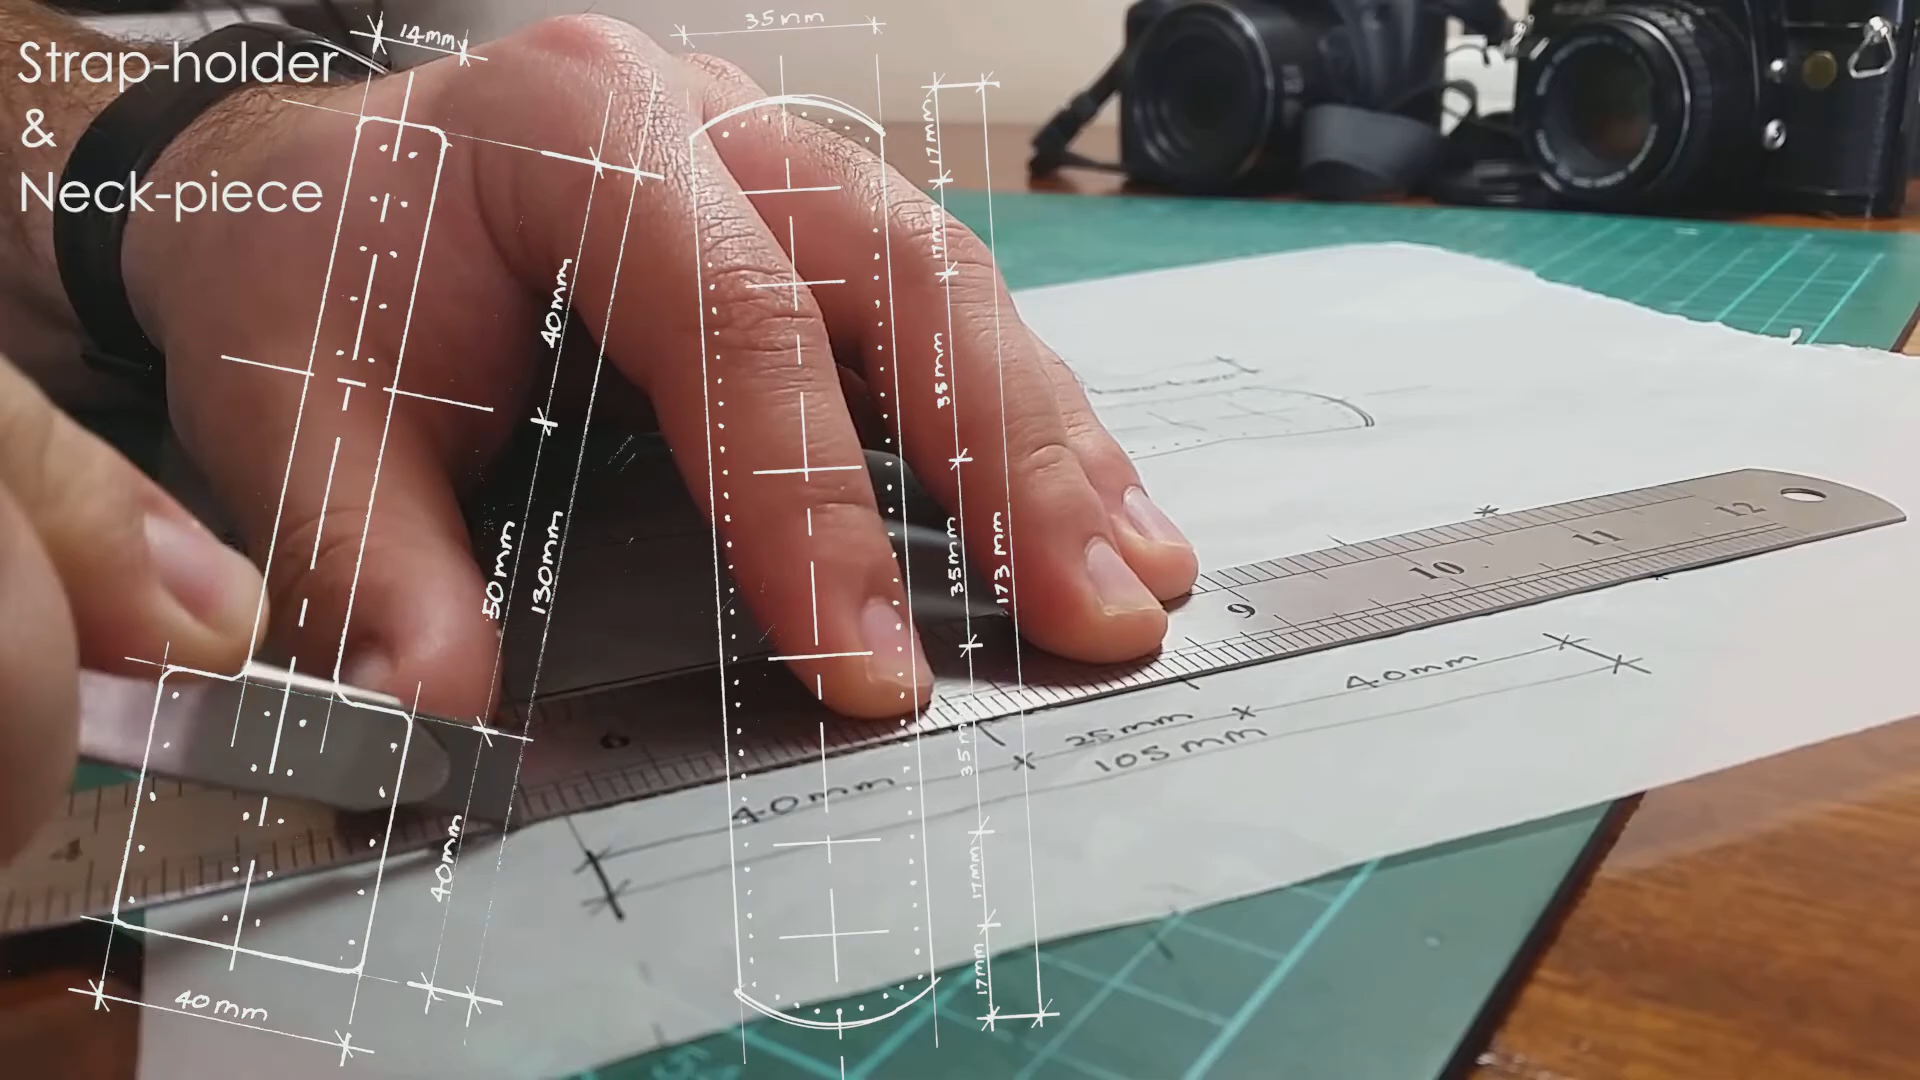 Strap-holder
&
Neck-piece
14mm
40mm
50mm
130mm
40mm
40mm
35mm
17mm
17mm
35mm
35mm
173mm
35mm
17mm
17mm
6
9
10
11
12
40mm
25mm
40mm
105mm